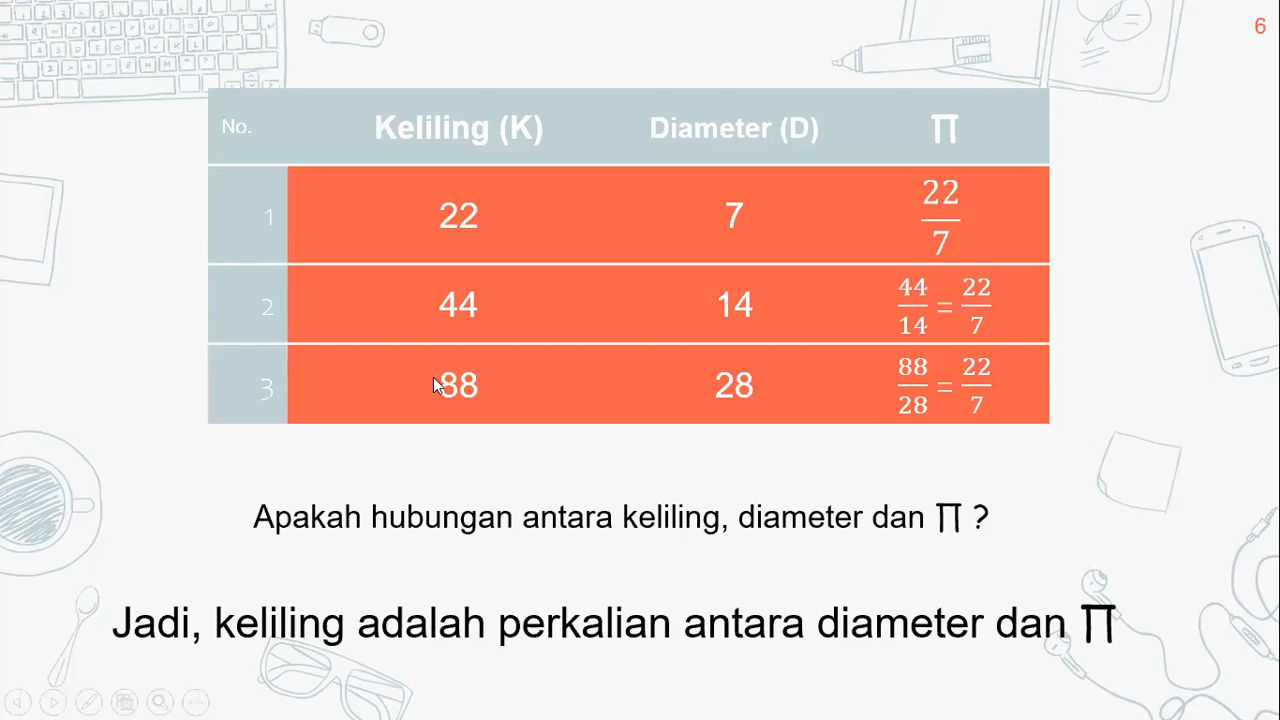 6
No. Keliling (K) Diameter (D) ∏
1 22 7 22/7
2 44 14 44/14 = 22/7
3 88 28 88/28 = 22/7
Apakah hubungan antara keliling, diameter dan ∏ ?
Jadi, keliling adalah perkalian antara diameter dan ∏